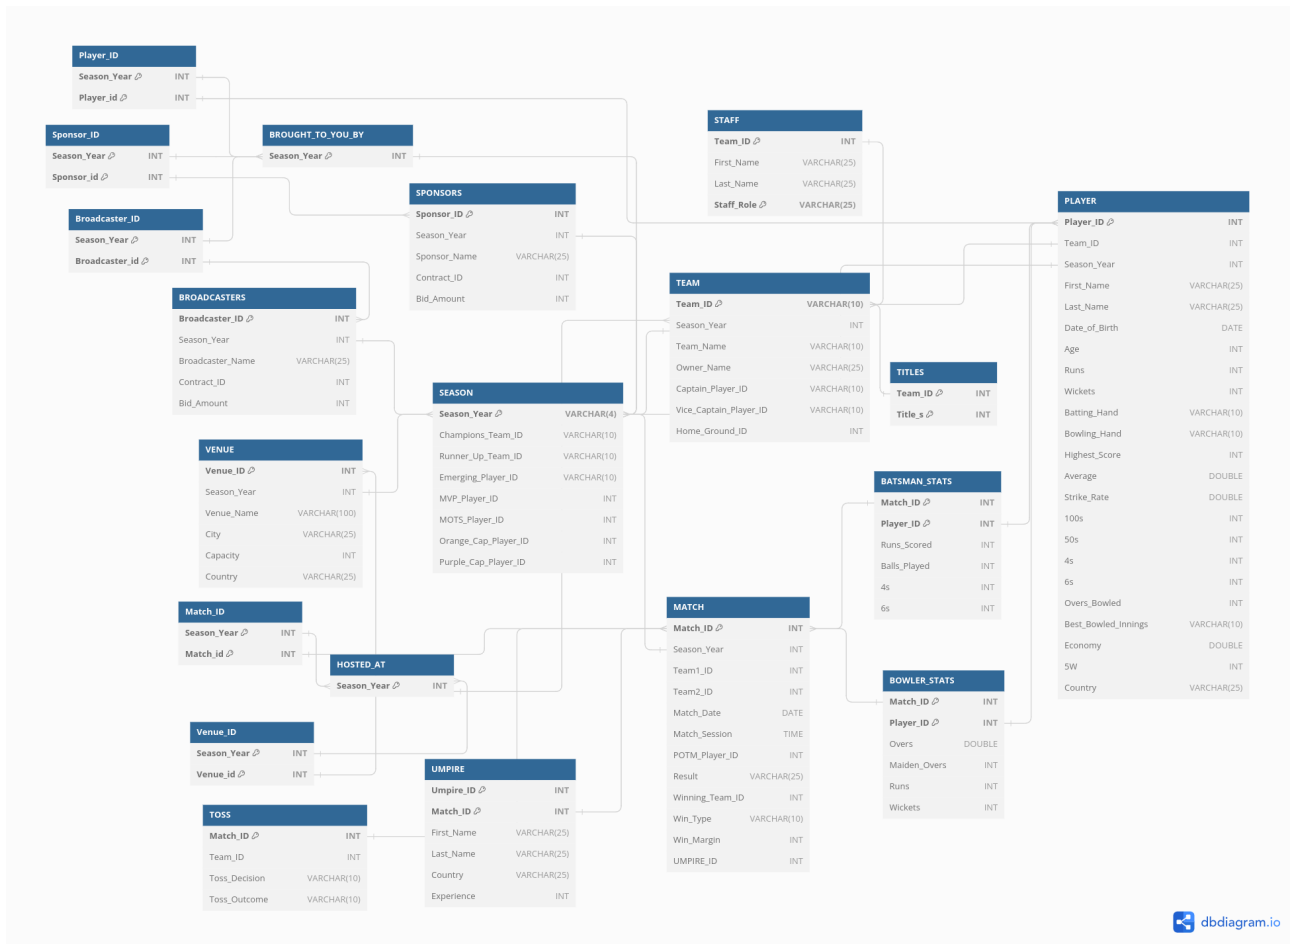 Player_ID
Season_Year INT
Player_id INT
Sponsor_ID
Season_Year INT
Sponsor_id INT
BROUGHT_TO_YOU_BY
Season_Year INT
Broadcaster_ID
Season_Year INT
Broadcaster_id INT
SPONSORS
Sponsor_ID INT
Season_Year INT
Sponsor_Name VARCHAR(25)
Contract_ID INT
Bid_Amount INT
STAFF
Team_ID INT
First_Name VARCHAR(25)
Last_Name VARCHAR(25)
Staff_Role VARCHAR(25)
BROADCASTERS
Broadcaster_ID INT
Season_Year INT
Broadcaster_Name VARCHAR(25)
Contract_ID INT
Bid_Amount INT
TEAM
Team_ID VARCHAR(10)
Season_Year INT
Team_Name VARCHAR(10)
Owner_Name VARCHAR(25)
Captain_Player_ID VARCHAR(10)
Vice_Captain_Player_ID VARCHAR(10)
Home_Ground_ID INT
PLAYER
Player_ID INT
Team_ID INT
Season_Year INT
First_Name VARCHAR(25)
Last_Name VARCHAR(25)
Date_of_Birth DATE
Age INT
Runs INT
Wickets INT
Batting_Hand VARCHAR(10)
Bowling_Hand VARCHAR(10)
Highest_Score INT
Average DOUBLE
Strike_Rate DOUBLE
100s INT
50s INT
4s INT
6s INT
Overs_Bowled INT
Best_Bowled_Innings VARCHAR(10)
Economy DOUBLE
5W INT
Country VARCHAR(25)
TITLES
Team_ID INT
Title_s INT
SEASON
Season_Year VARCHAR(4)
Champions_Team_ID VARCHAR(10)
Runner_Up_Team_ID VARCHAR(10)
Emerging_Player_ID VARCHAR(10)
MVP_Player_ID INT
MOTS_Player_ID INT
Orange_Cap_Player_ID INT
Purple_Cap_Player_ID INT
VENUE
Venue_ID INT
Season_Year INT
Venue_Name VARCHAR(100)
City VARCHAR(25)
Capacity INT
Country VARCHAR(25)
BATSMAN_STATS
Match_ID INT
Player_ID INT
Runs_Scored INT
Balls_Played INT
4s INT
6s INT
Match_ID
Season_Year INT
Match_id INT
HOSTED_AT
Season_Year INT
MATCH
Match_ID INT
Season_Year INT
Team1_ID INT
Team2_ID INT
Match_Date DATE
Match_Session TIME
POTM_Player_ID INT
Result VARCHAR(25)
Winning_Team_ID INT
Win_Type VARCHAR(10)
Win_Margin INT
UMPIRE_ID INT
BOWLER_STATS
Match_ID INT
Player_ID INT
Overs DOUBLE
Maiden_Overs INT
Runs INT
Wickets INT
Venue_ID
Season_Year INT
Venue_id INT
UMPIRE
Umpire_ID INT
Match_ID INT
First_Name VARCHAR(25)
Last_Name VARCHAR(25)
Country VARCHAR(25)
Experience INT
TOSS
Match_ID INT
Team_ID INT
Toss_Decision VARCHAR(10)
Toss_Outcome VARCHAR(10)
dbdiagram.io